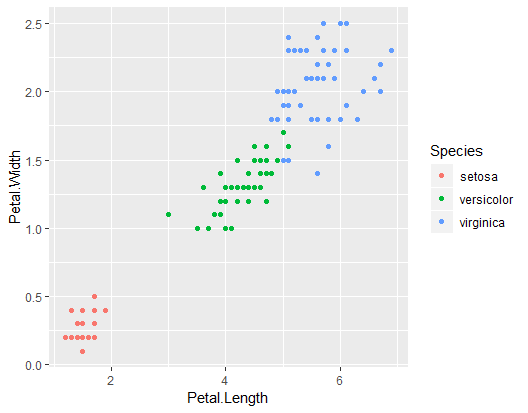 2.5
2.0
1.5
1.0
0.5
0.0
Petal.Width
2 4 6
Petal.Length
Species
setosa
versicolor
virginica